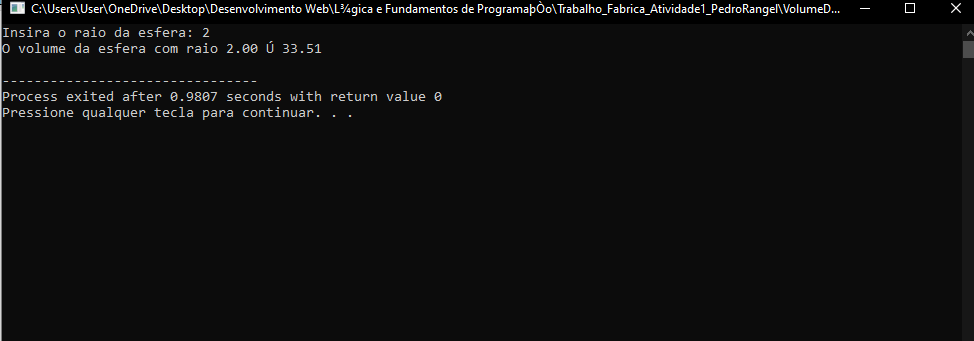 C:\Users\User\OneDrive\Desktop\Desenvolvimento Web\L¾gica e Fundamentos de ProgramaþÒo\Trabalho_Fabrica_Atividade1_PedroRangel\VolumeD...
Insira o raio da esfera: 2
O volume da esfera com raio 2.00 Ú 33.51
--------------------------------
Process exited after 0.9807 seconds with return value 0
Pressione qualquer tecla para continuar. . .